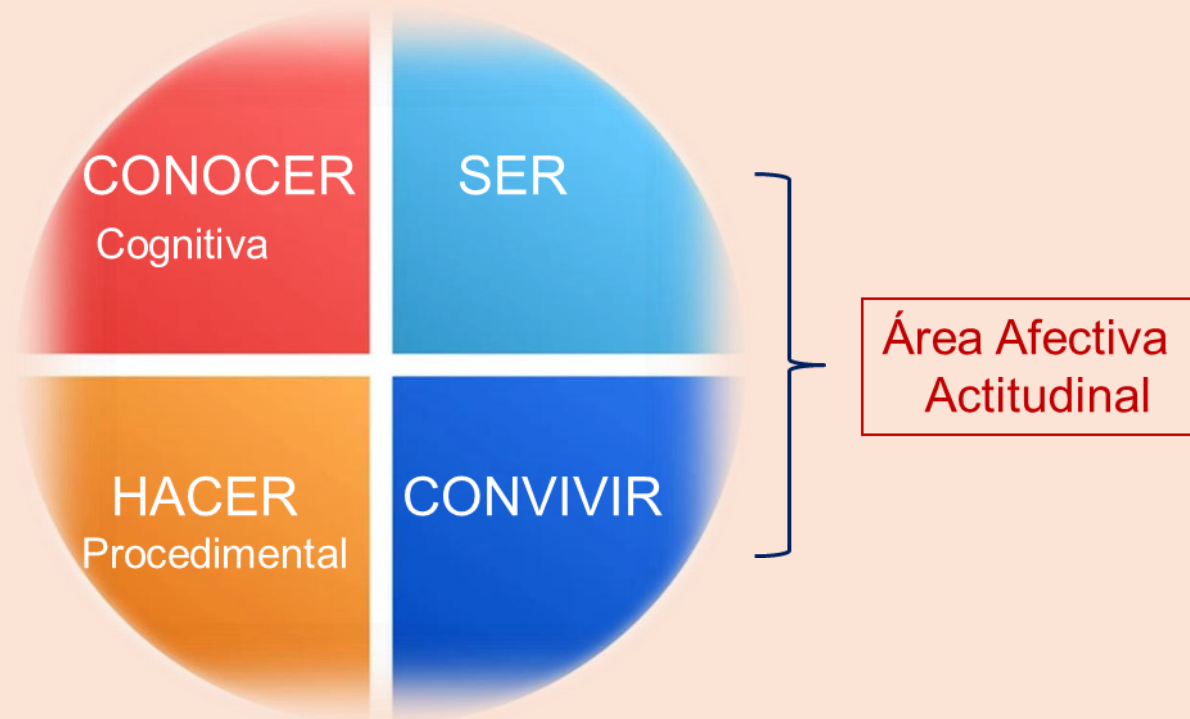 CONOCER
Cognitiva
SER
HACER
Procedimental
CONVIVIR
Área Afectiva
Actitudinal